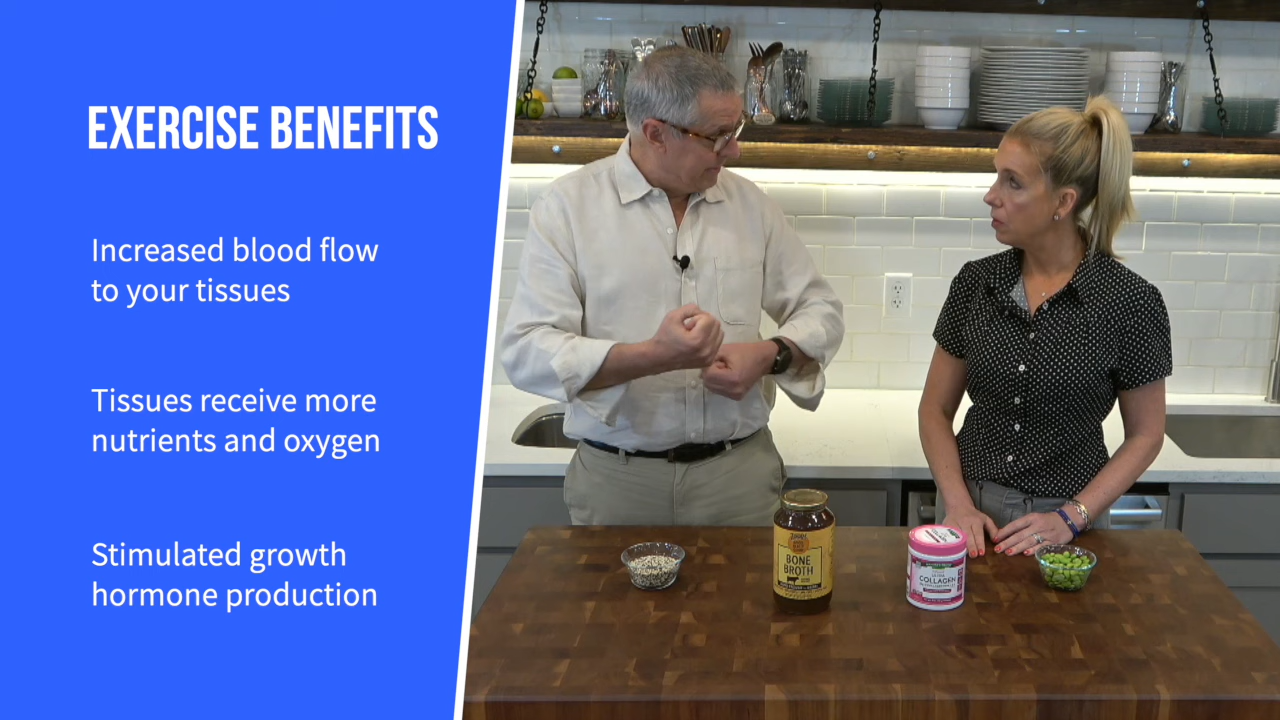 EXERCISE BENEFITS
Increased blood flow
to your tissues
Tissues receive more
nutrients and oxygen
Stimulated growth
hormone production
BONE
BROTH
ULTRA
COLLAGEN